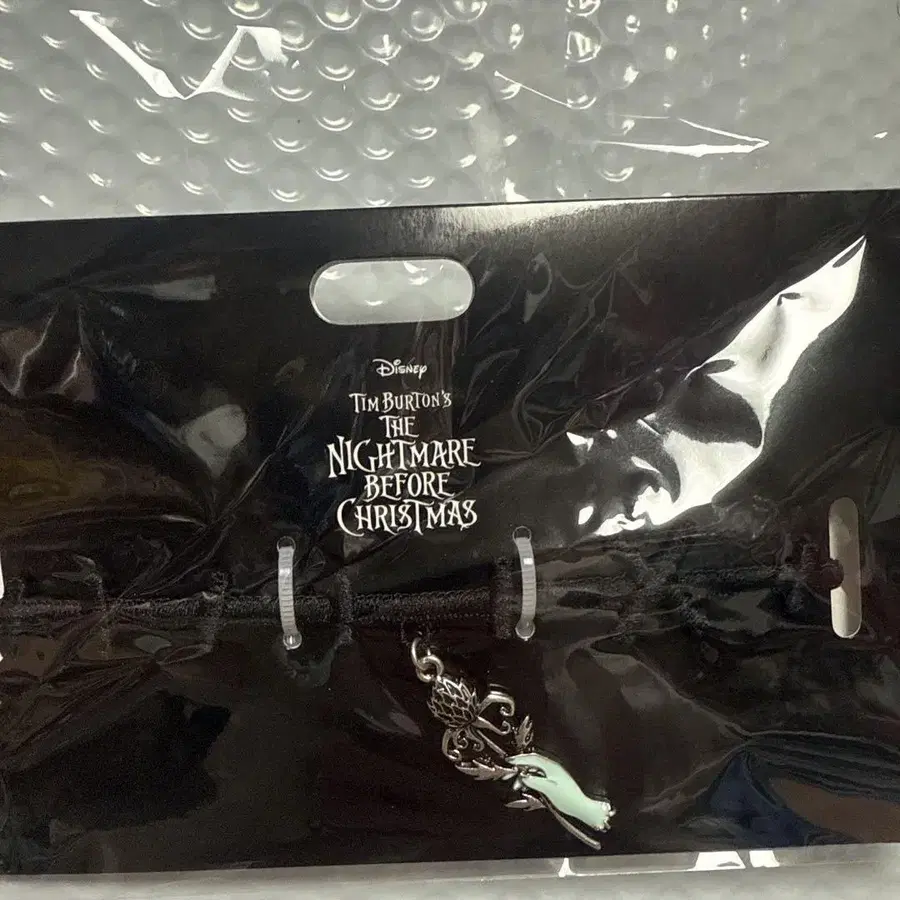 Disney
TIM BURTON'S
THE
NIGHTMARE
BEFORE
CHRISTMAS